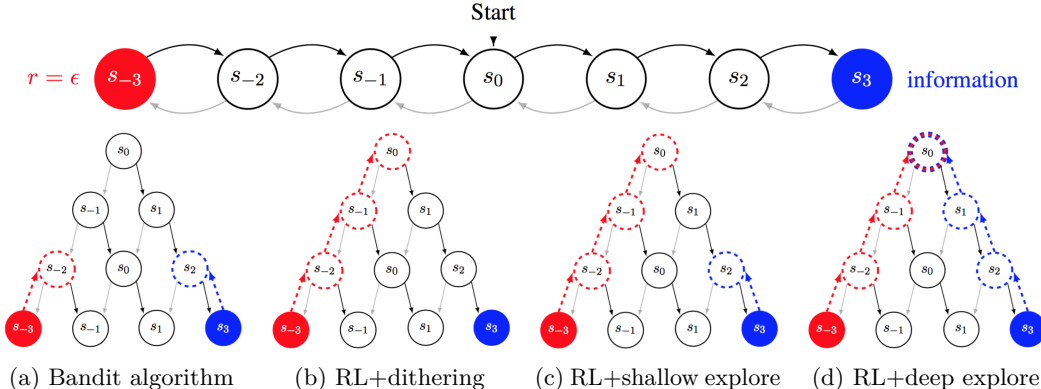 Start
r = ϵ s₋₃ s₋₂ s₋₁ s₀ s₁ s₂ s₃ information
s₀ s₀ s₀ s₀
s₋₁ s₁ s₋₁ s₁ s₋₁ s₁ s₋₁ s₁
s₋₂ s₀ s₂ s₋₂ s₀ s₂ s₋₂ s₀ s₂ s₋₂ s₀ s₂
s₋₃ s₋₁ s₁ s₃ s₋₃ s₋₁ s₁ s₃ s₋₃ s₋₁ s₁ s₃ s₋₃ s₋₁ s₁ s₃
(a) Bandit algorithm (b) RL+dithering (c) RL+shallow explore (d) RL+deep explore